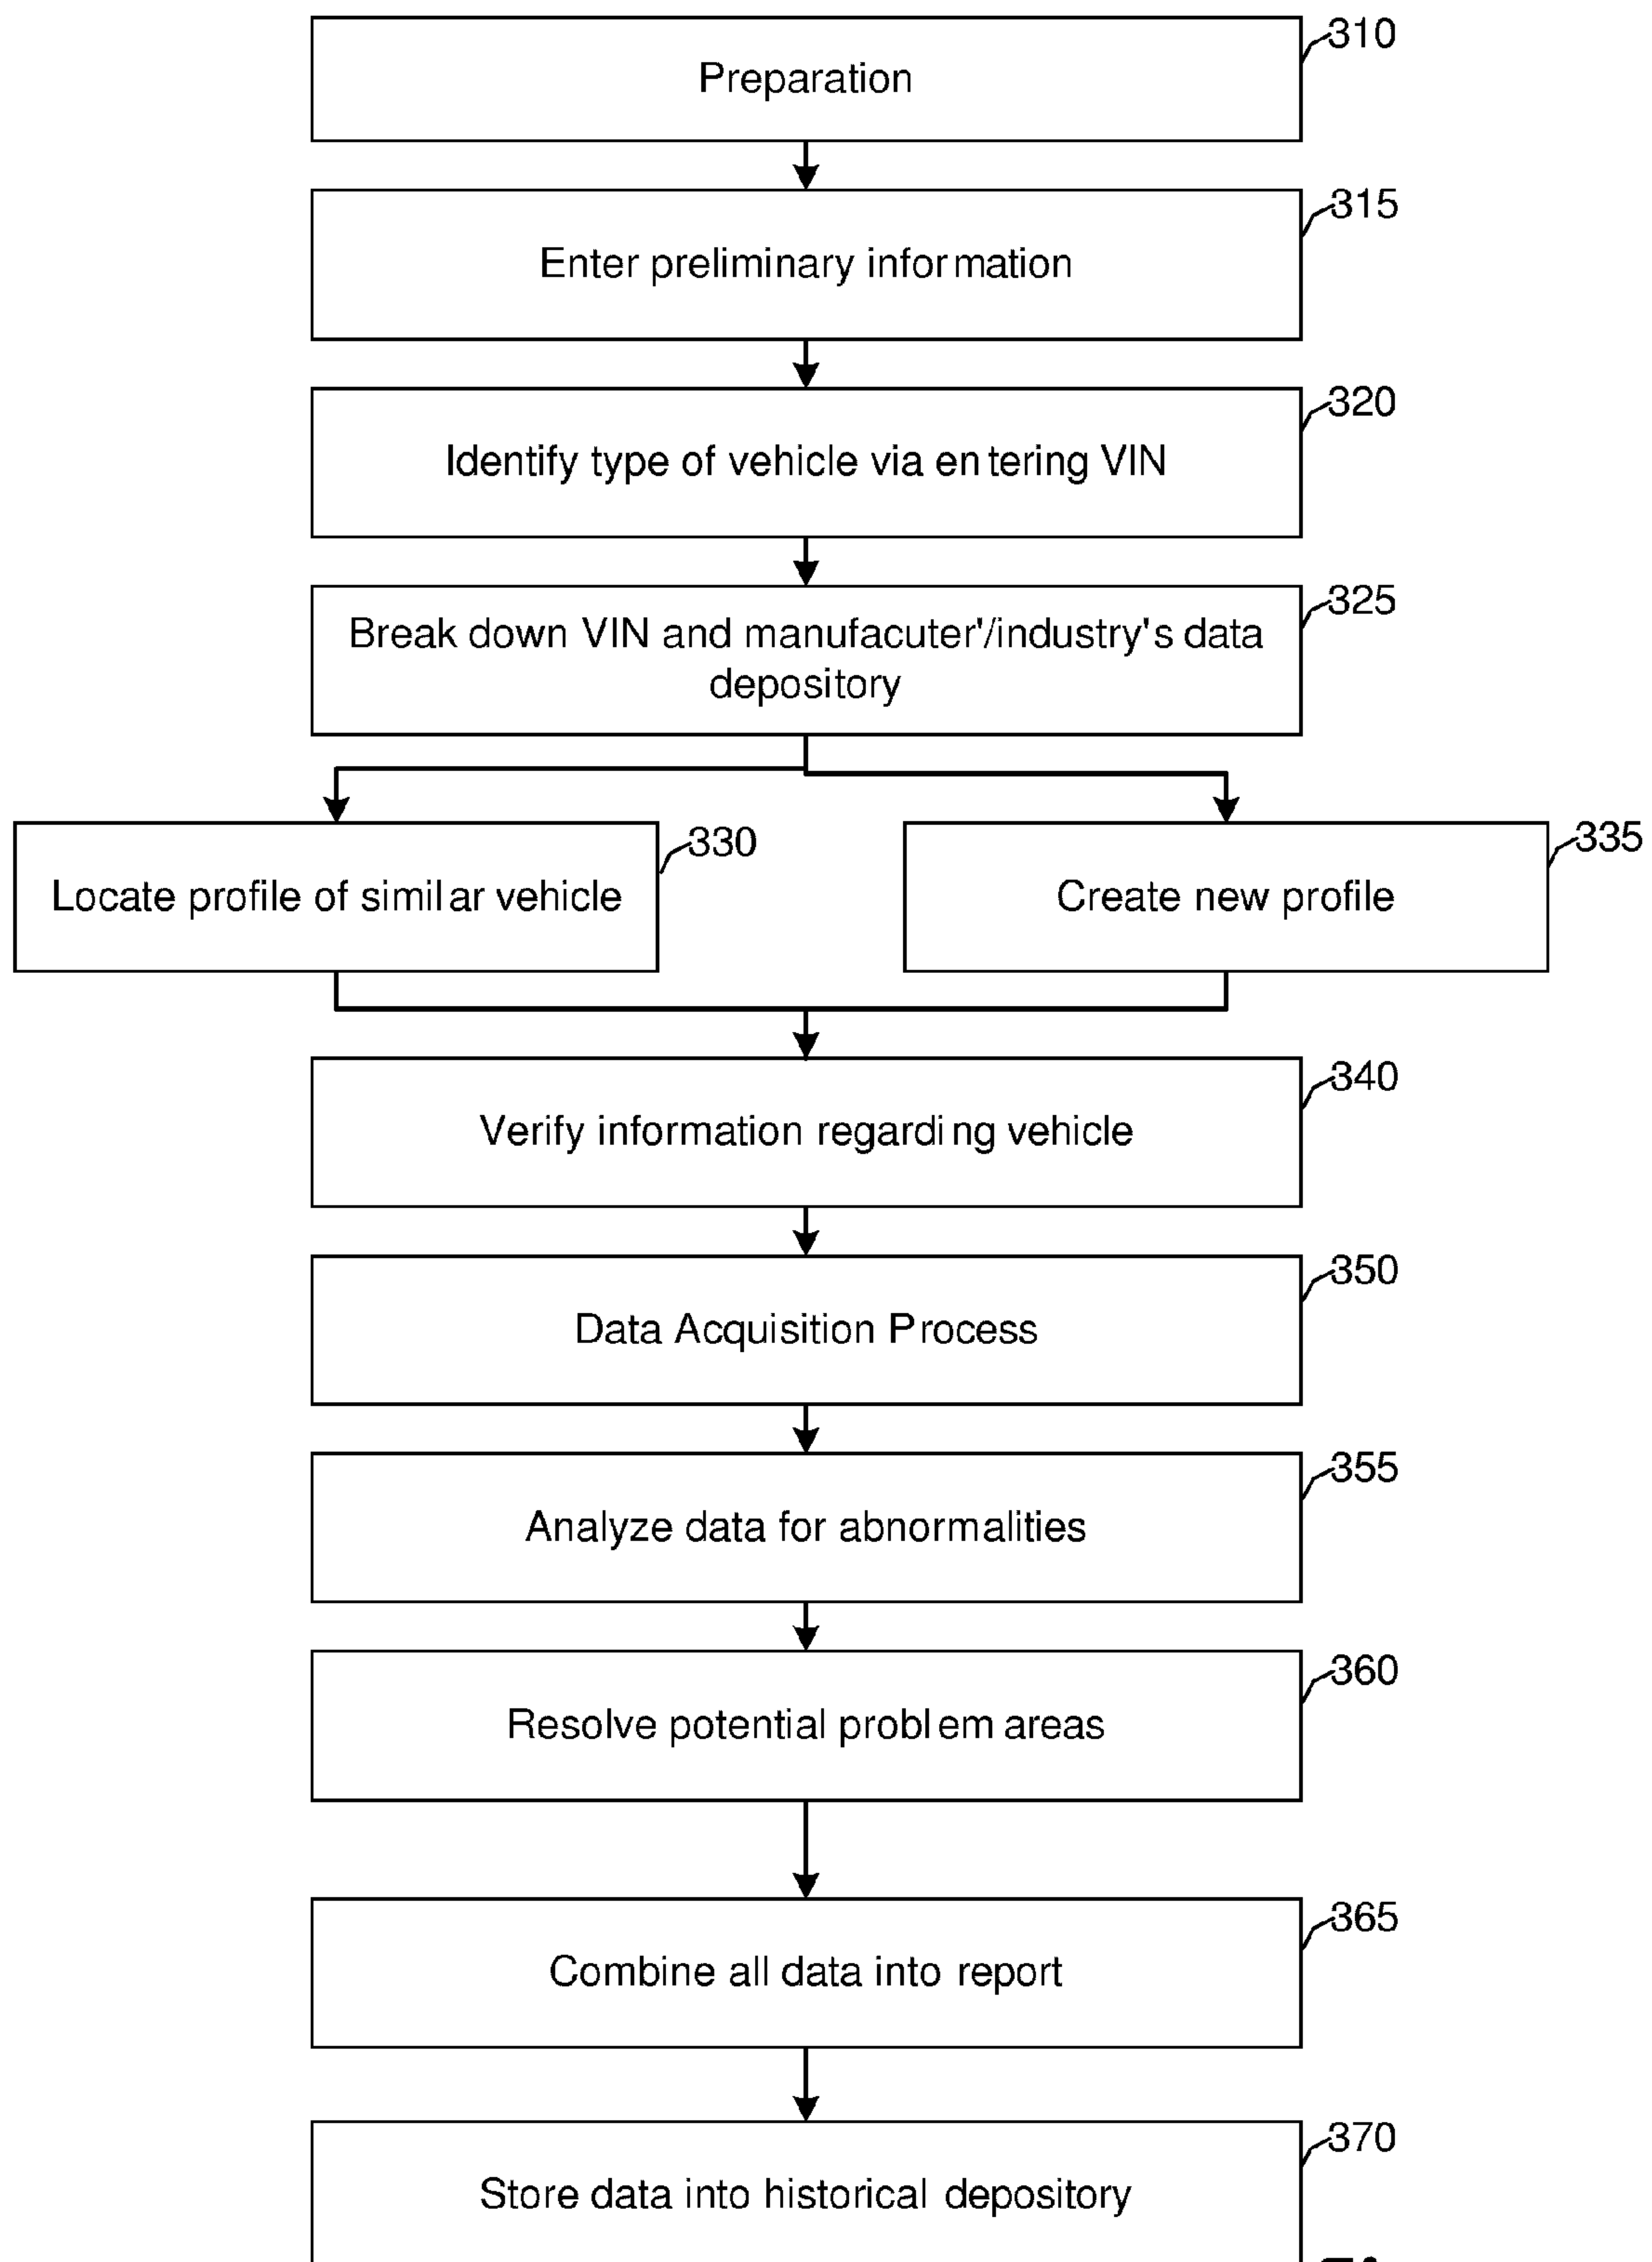 310
Preparation
315
Enter preliminary information
320
Identify type of vehicle via entering VIN
325
Break down VIN and manufacuter'/industry's data
depository
330
Locate profile of similar vehicle
335
Create new profile
340
Verify information regarding vehicle
350
Data Acquisition Process
355
Analyze data for abnormalities
360
Resolve potential problem areas
365
Combine all data into report
370
Store data into historical depository